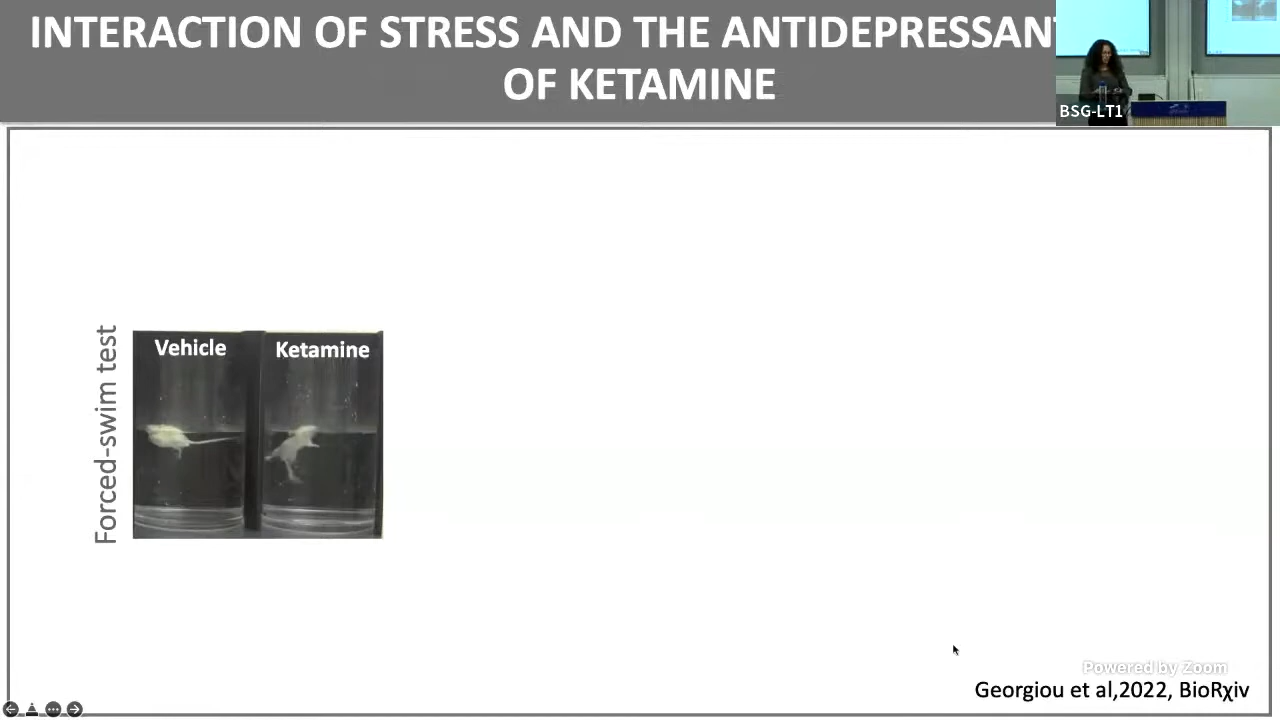 INTERACTION OF STRESS AND THE ANTIDEPRESSANT
OF KETAMINE
BSG-LT1
Forced-swim test
Vehicle
Ketamine
Powered by Zoom
Georgiou et al,2022, BioRχiv